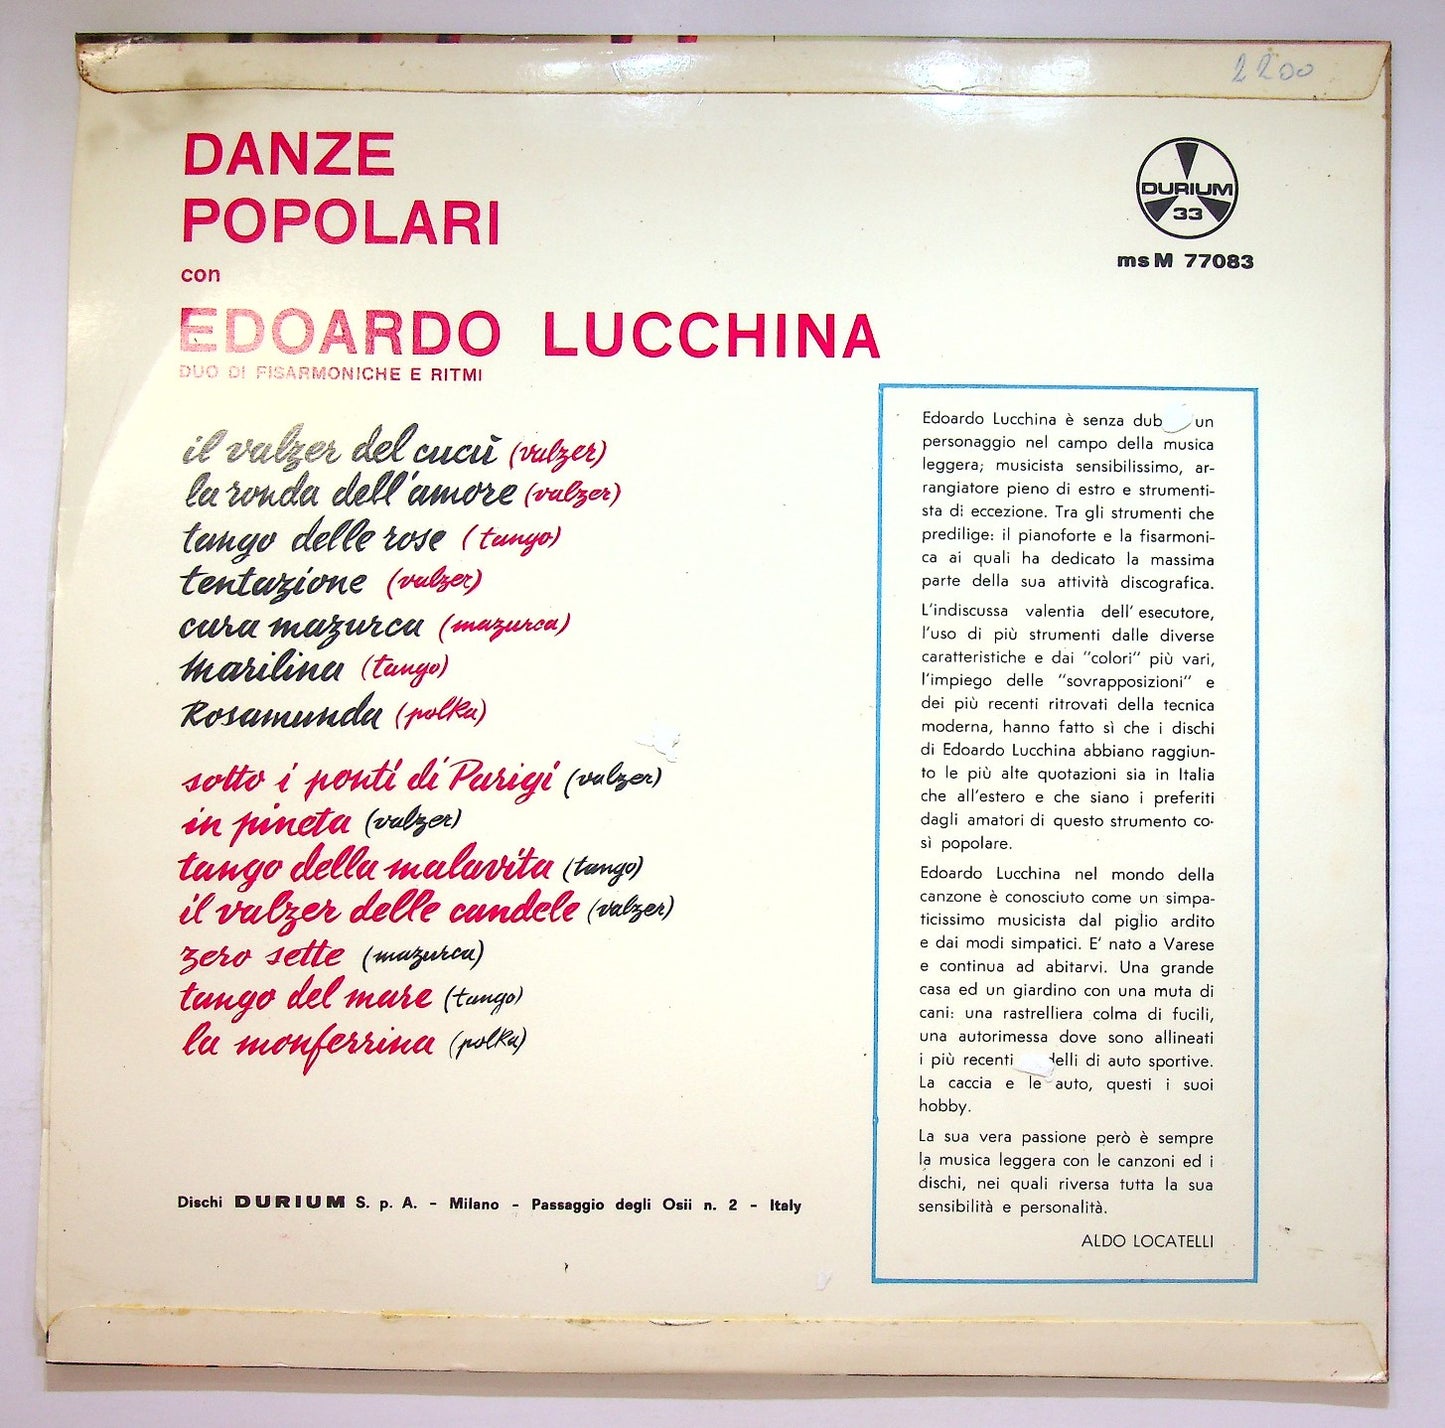 2200
DANZE
POPOLARI
con
EDOARDO LUCCHINA
DUO DI FISARMONICHE E RITMI
DURIUM
33
ms M 77083
il valzer del cucù (valzer)
la ronda dell'amore (valzer)
tango delle rose (tango)
tentazione (valzer)
cara mazurca (mazurca)
Marilina (tango)
Rosamunda (polka)
sotto i ponti di Parigi (valzer)
in pineta (valzer)
tango della malavita (tango)
il valzer delle candele (valzer)
zero sette (mazurca)
tango del mare (tango)
la monferrina (polka)
Dischi DURIUM S. p. A. - Milano - Passaggio degli Osii n. 2 - Italy
Edoardo Lucchina è senza dub un
personaggio nel campo della musica
leggera; musicista sensibilissimo, ar-
rangiatore pieno di estro e strumenti-
sta di eccezione. Tra gli strumenti che
predilige: il pianoforte e la fisarmoni-
ca ai quali ha dedicato la massima
parte della sua attività discografica.
L'indiscussa valentia dell' esecutore,
l'uso di più strumenti dalle diverse
caratteristiche e dai "colori" più vari,
l'impiego delle "sovrapposizioni" e
dei più recenti ritrovati della tecnica
moderna, hanno fatto sì che i dischi
di Edoardo Lucchina abbiano raggiun-
to le più alte quotazioni sia in Italia
che all'estero e che siano i preferiti
dagli amatori di questo strumento co-
sì popolare.
Edoardo Lucchina nel mondo della
canzone è conosciuto come un simpa-
ticissimo musicista dal piglio ardito
e dai modi simpatici. E' nato a Varese
e continua ad abitarvi. Una grande
casa ed un giardino con una muta di
cani: una rastrelliera colma di fucili,
una autorimessa dove sono allineati
i più recenti delli di auto sportive.
La caccia e le auto, questi i suoi
hobby.
La sua vera passione però è sempre
la musica leggera con le canzoni ed i
dischi, nei quali riversa tutta la sua
sensibilità e personalità.
ALDO LOCATELLI